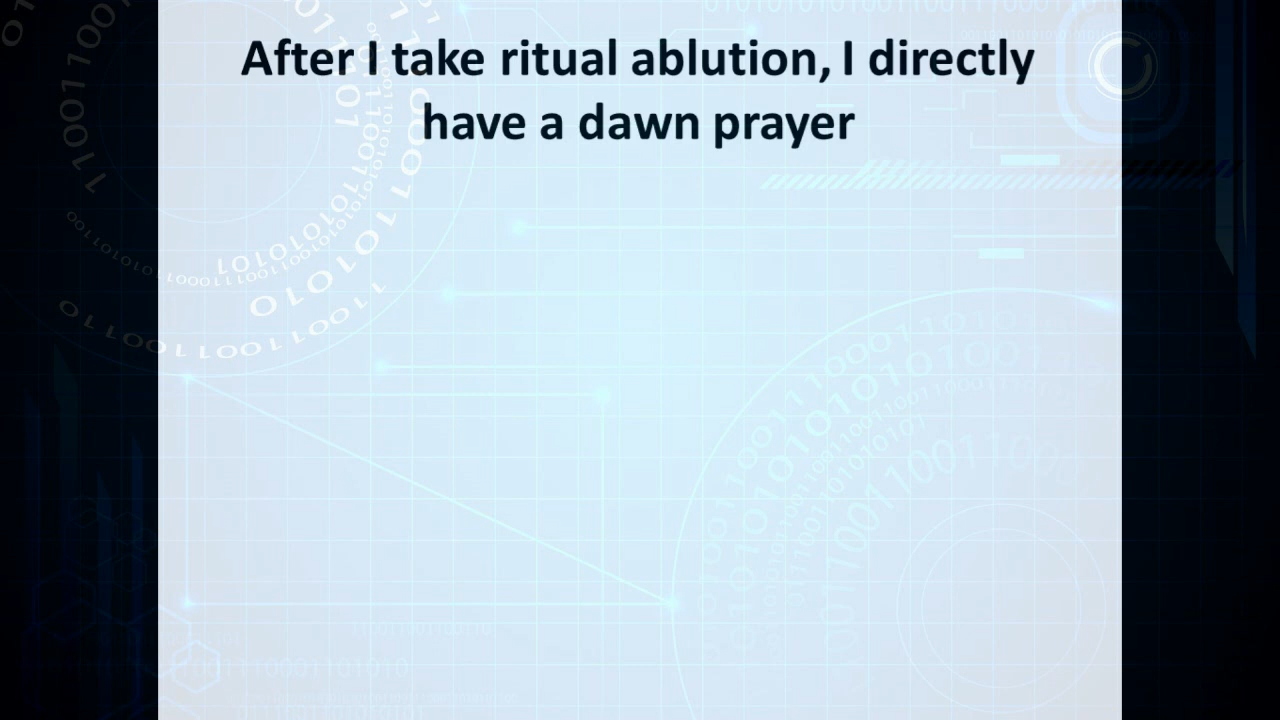 After I take ritual ablution, I directly
have a dawn prayer